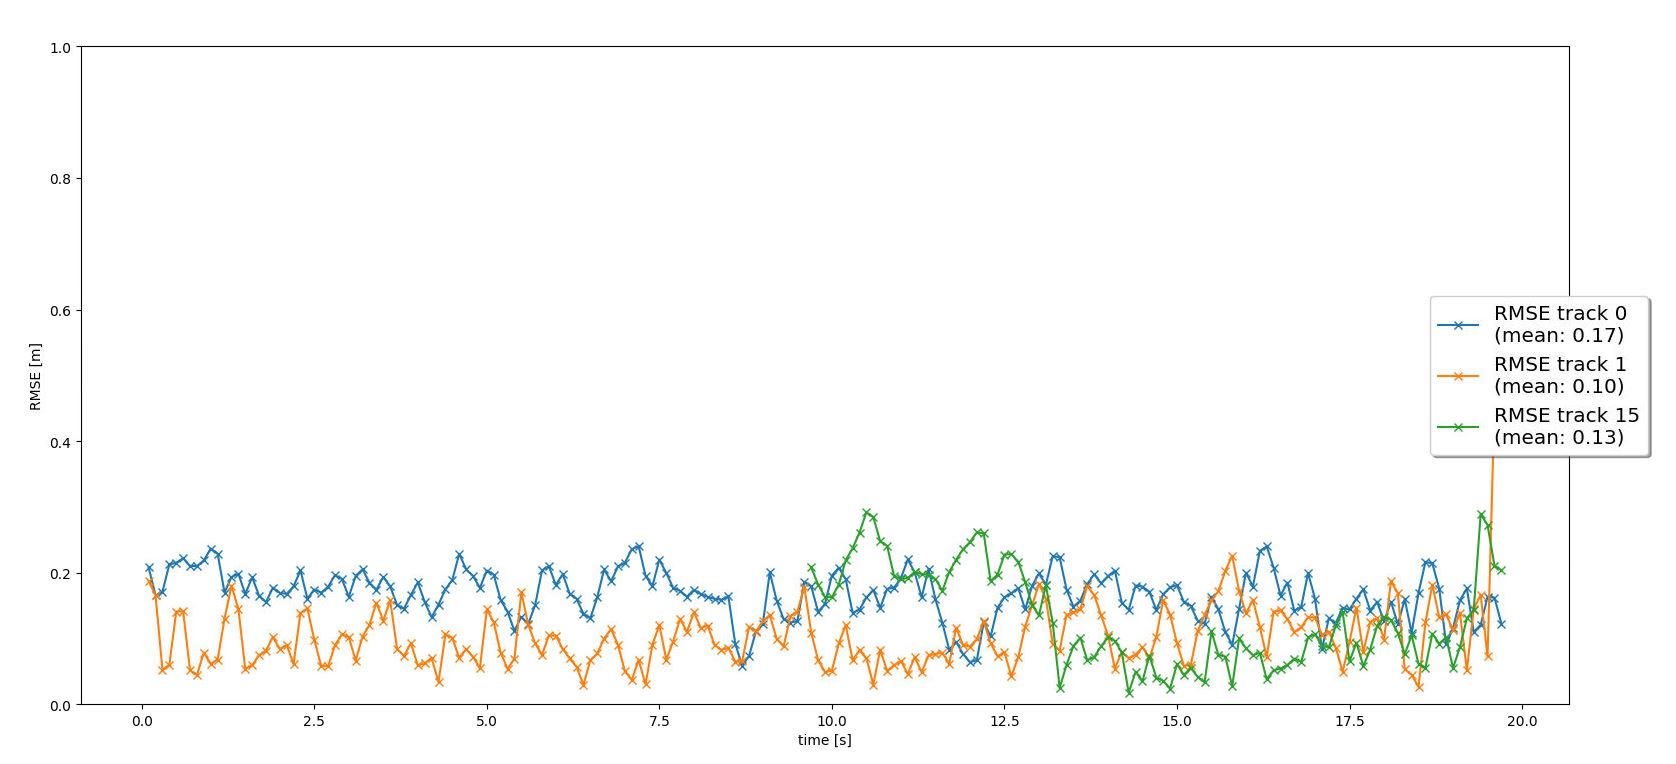 1.0
0.8
0.6
0.4
0.2
0.0
RMSE [m]
0.0 2.5 5.0 7.5 10.0 12.5 15.0 17.5 20.0
time [s]
RMSE track 0
(mean: 0.17)
RMSE track 1
(mean: 0.10)
RMSE track 15
(mean: 0.13)